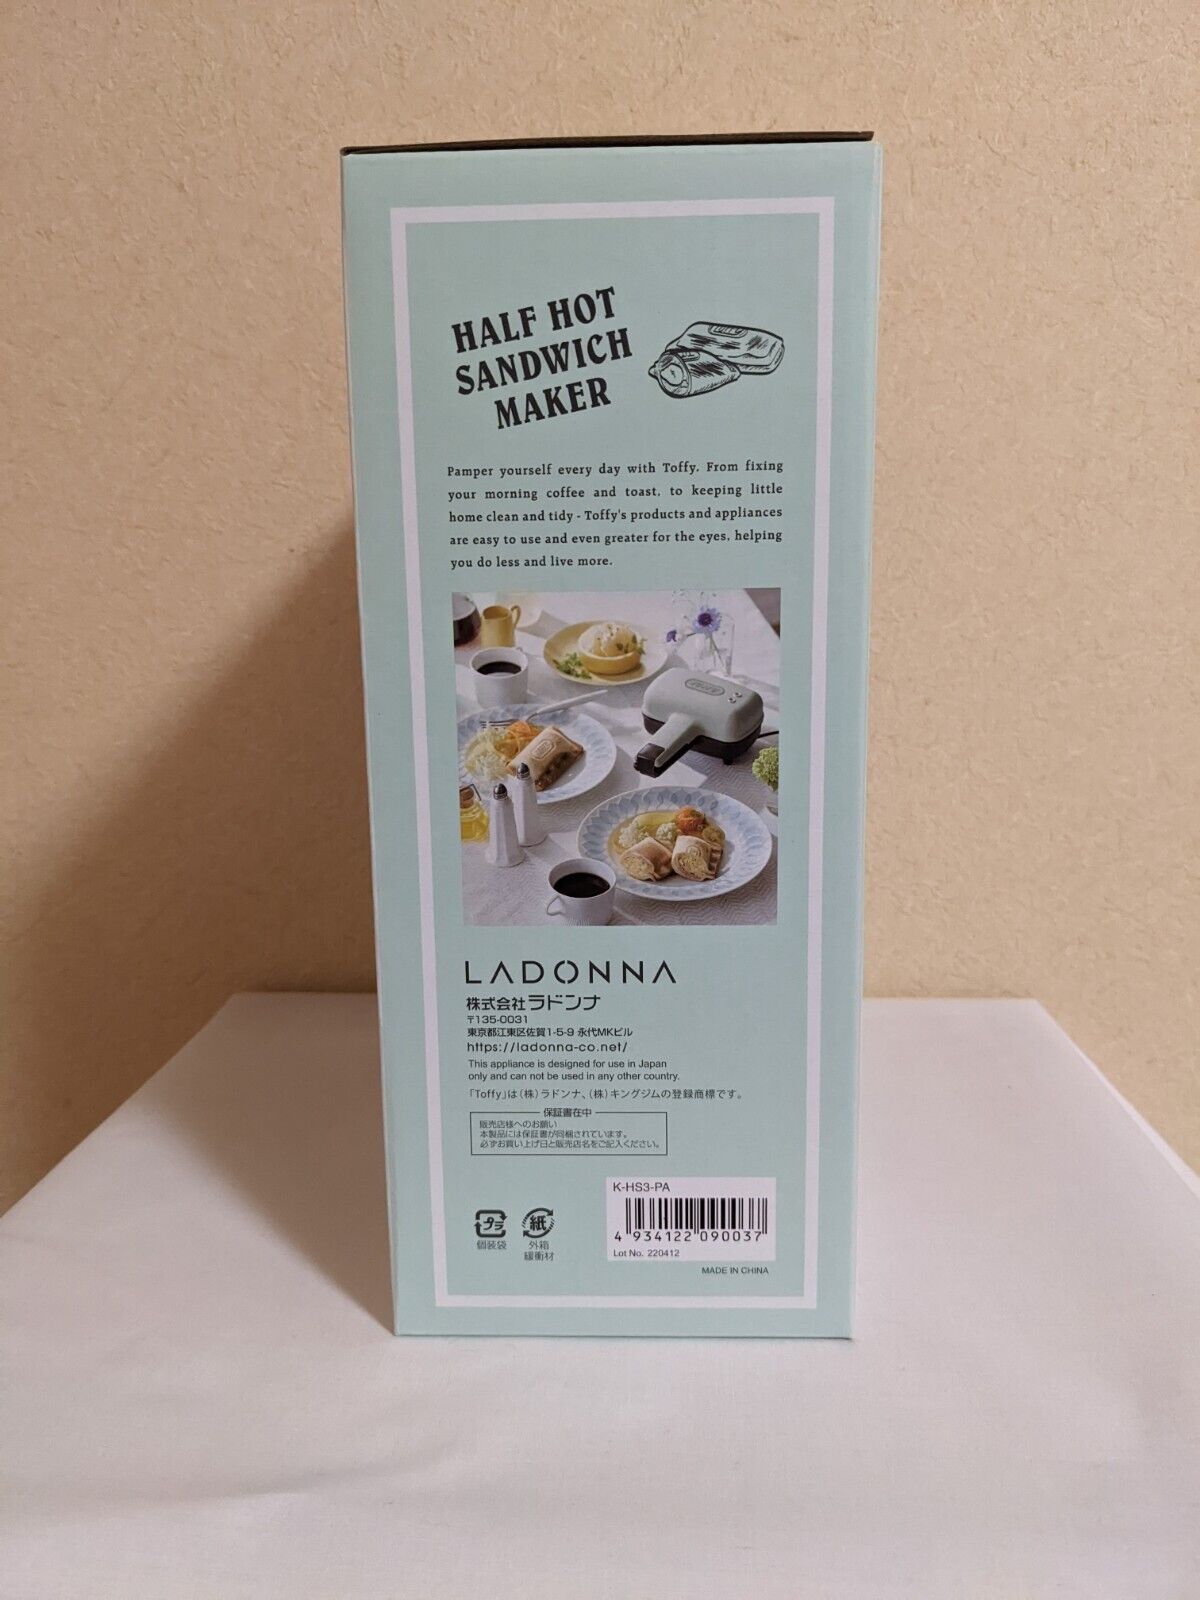 HALF HOT
SANDWICH
MAKER
Toffy
Pamper yourself every day with Toffy. From fixing
your morning coffee and toast, to keeping little
home clean and tidy - Toffy's products and appliances
are easy to use and even greater for the eyes, helping
you do less and live more.
Toffy
LADONNA
株式会社ラドンナ
〒135-0031
東京都江東区佐賀1-5-9 永代MKビル
https://ladonna-co.net/
This appliance is designed for use in Japan
only and can not be used in any other country.
「Toffy」は(株)ラドンナ、(株)キングジムの登録商標です。
保証書在中
販売店様へのお願い
本製品には保証書が同梱されています。
必ずお買い上げ日と販売店名をご記入ください。
K-HS3-PA
4 934122 090037
Lot No. 220412
プラ
個装袋
紙
外箱
緩衝材
MADE IN CHINA